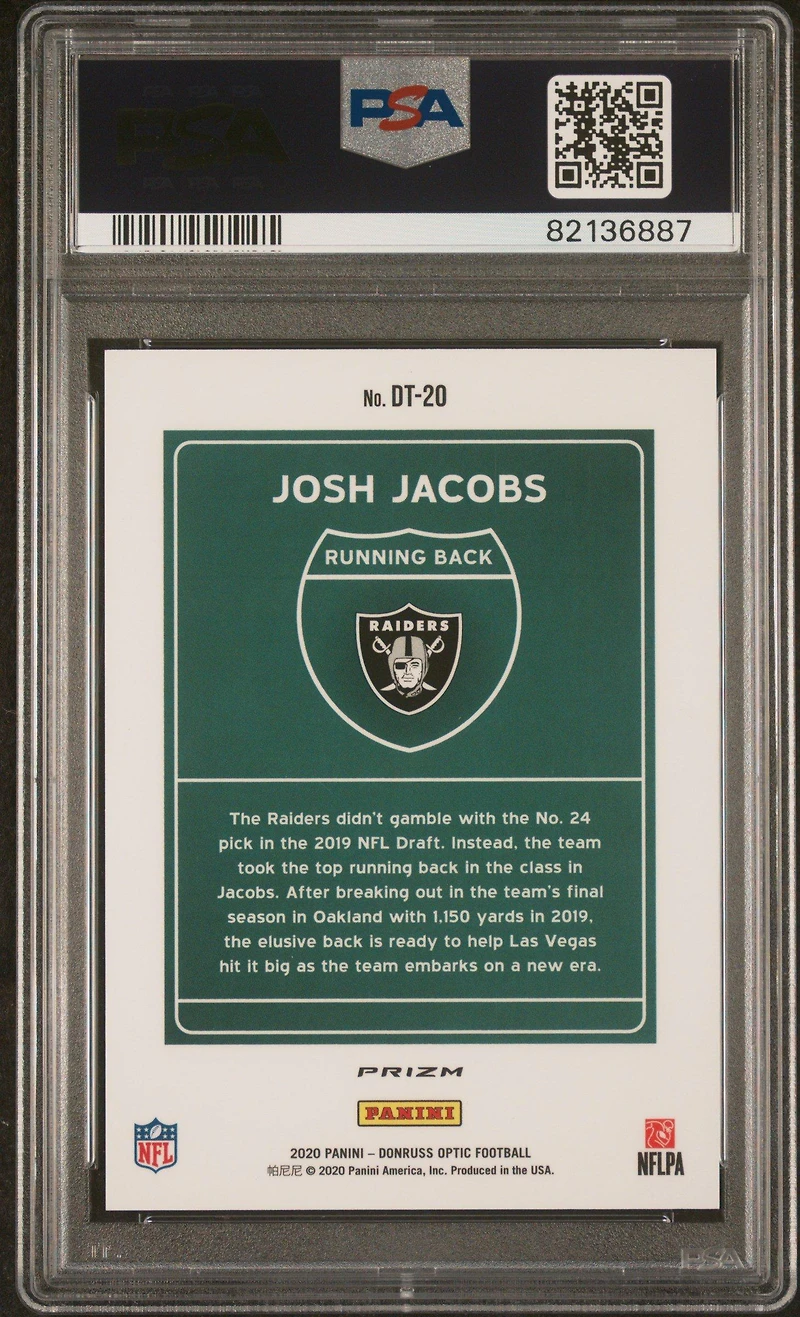 PSA
82136887
No. DT-20
JOSH JACOBS
RUNNING BACK
RAIDERS
The Raiders didn't gamble with the No. 24
pick in the 2019 NFL Draft. Instead, the team
took the top running back in the class in
Jacobs. After breaking out in the team's final
season in Oakland with 1,150 yards in 2019,
the elusive back is ready to help Las Vegas
hit it big as the team embarks on a new era.
PRIZM
PANINI
NFL
NFLPA
2020 PANINI – DONRUSS OPTIC FOOTBALL
帕尼尼 © 2020 Panini America, Inc. Produced in the USA.
PSA